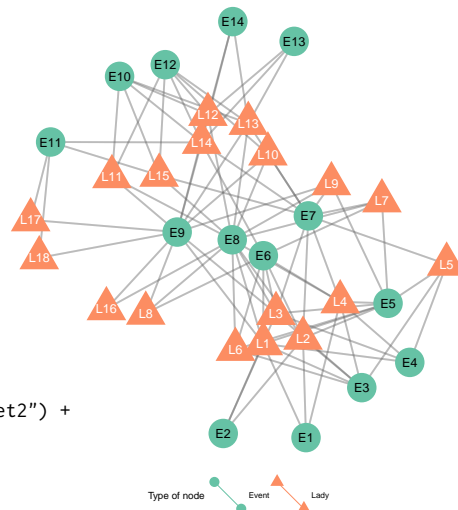 E14
E13
E12
E10
L12
L13
E11
L14
L10
L11
L15
L9
L7
L17
E7
E9
E8
L18
E6
L5
L16
L8
L3
L4
E5
L6
L1
L2
E4
E3
et2") +
E2
E1
Type of node
Event
Lady